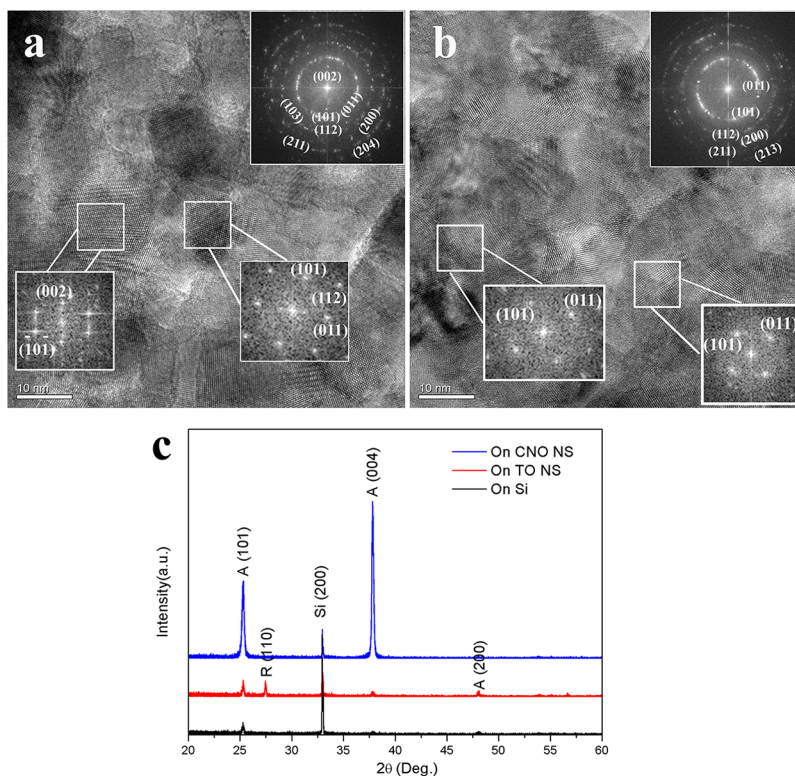 a
(002)
(103)
(011)
(101)
(200)
(112)
(211)
(204)
(002)
(101)
(101)
(112)
(011)
10 nm
b
(011)
(101)
(112)
(200)
(211)
(213)
(101)
(011)
(101)
(011)
10 nm
c
On CNO NS
On TO NS
On Si
A (101)
R (110)
Si (200)
A (004)
A (200)
Intensity(a.u.)
20 25 30 35 40 45 50 55 60
2θ (Deg.)